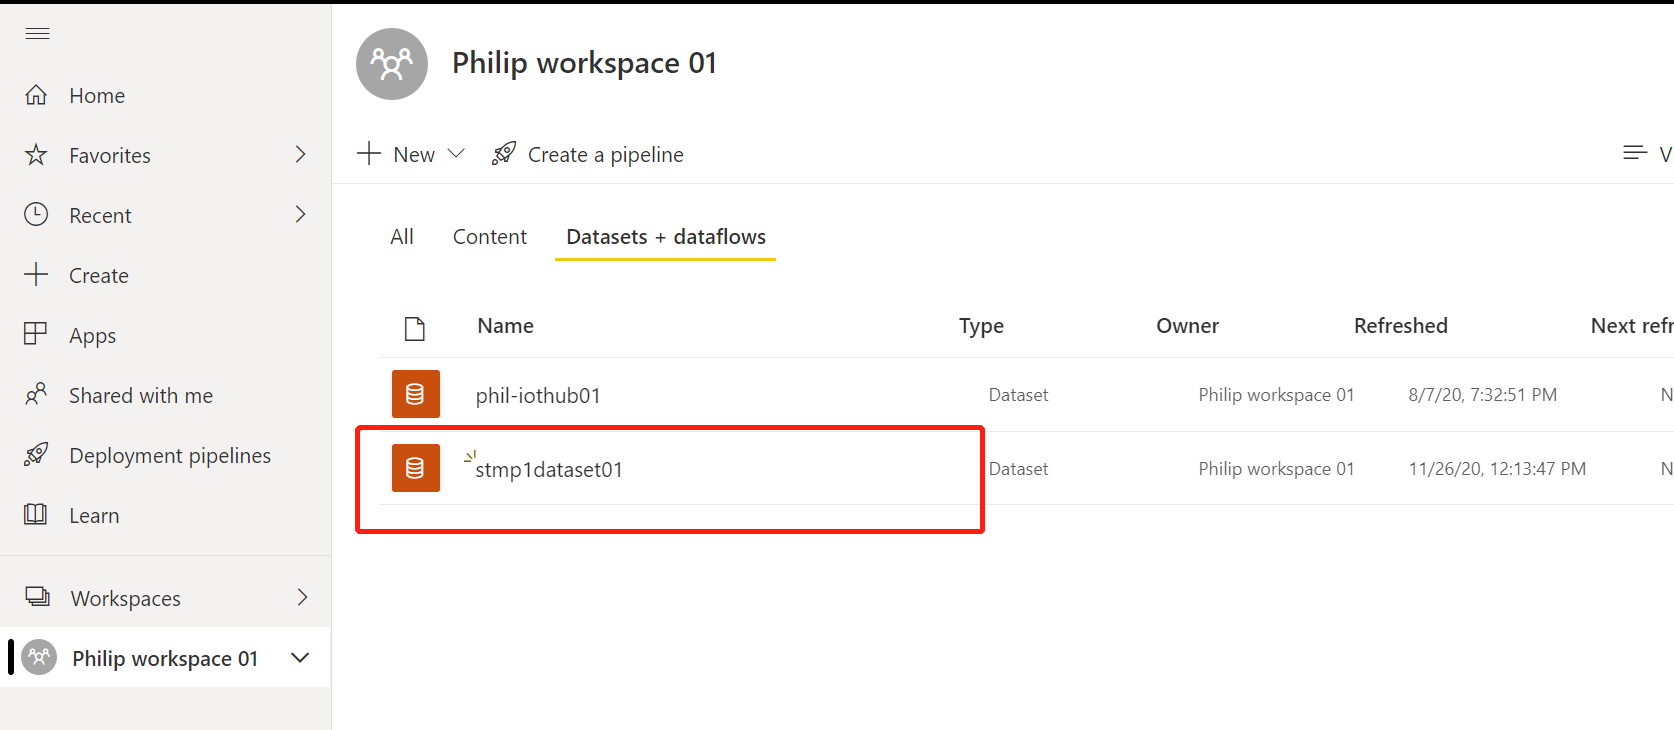 Home
Favorites
Recent
Create
Apps
Shared with me
Deployment pipelines
Learn
Workspaces
Philip workspace 01
Philip workspace 01
New
Create a pipeline
V
All
Content
Datasets + dataflows
Name
Type
Owner
Refreshed
Next refr
phil-iothub01
Dataset
Philip workspace 01
8/7/20, 7:32:51 PM
N
stmp1dataset01
Dataset
Philip workspace 01
11/26/20, 12:13:47 PM
N